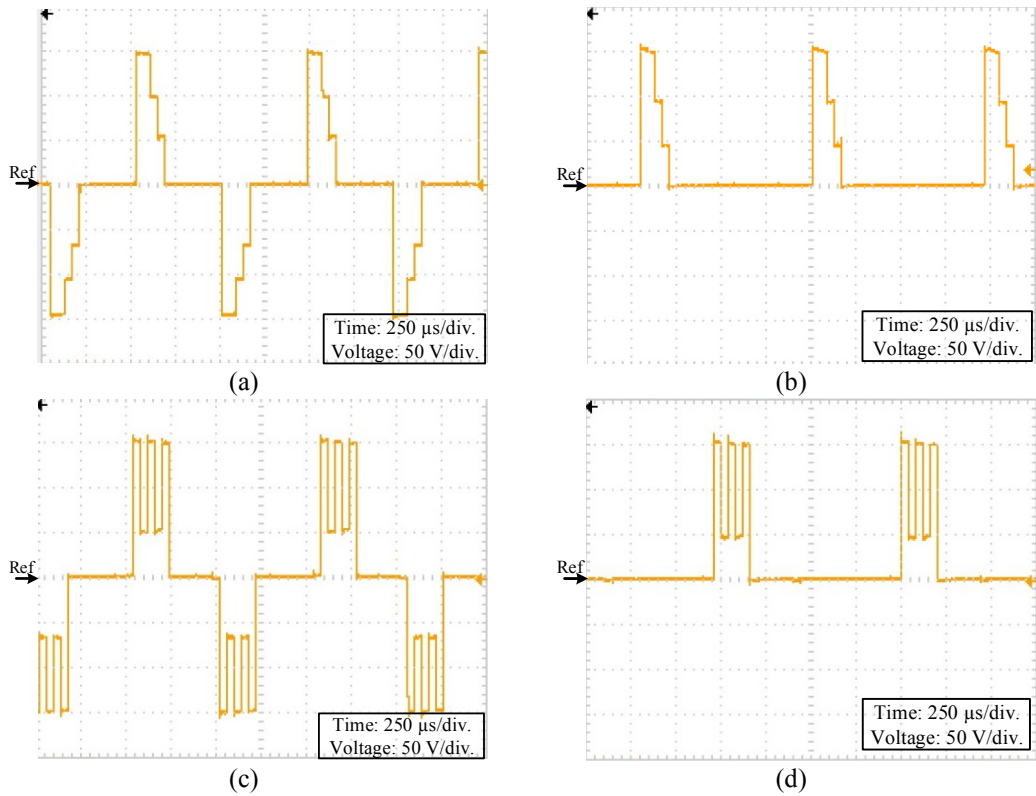 Ref
Time: 250 µs/div.
Voltage: 50 V/div.
(a)
Ref
Time: 250 µs/div.
Voltage: 50 V/div.
(b)
Ref
Time: 250 µs/div.
Voltage: 50 V/div.
(c)
Ref
Time: 250 µs/div.
Voltage: 50 V/div.
(d)